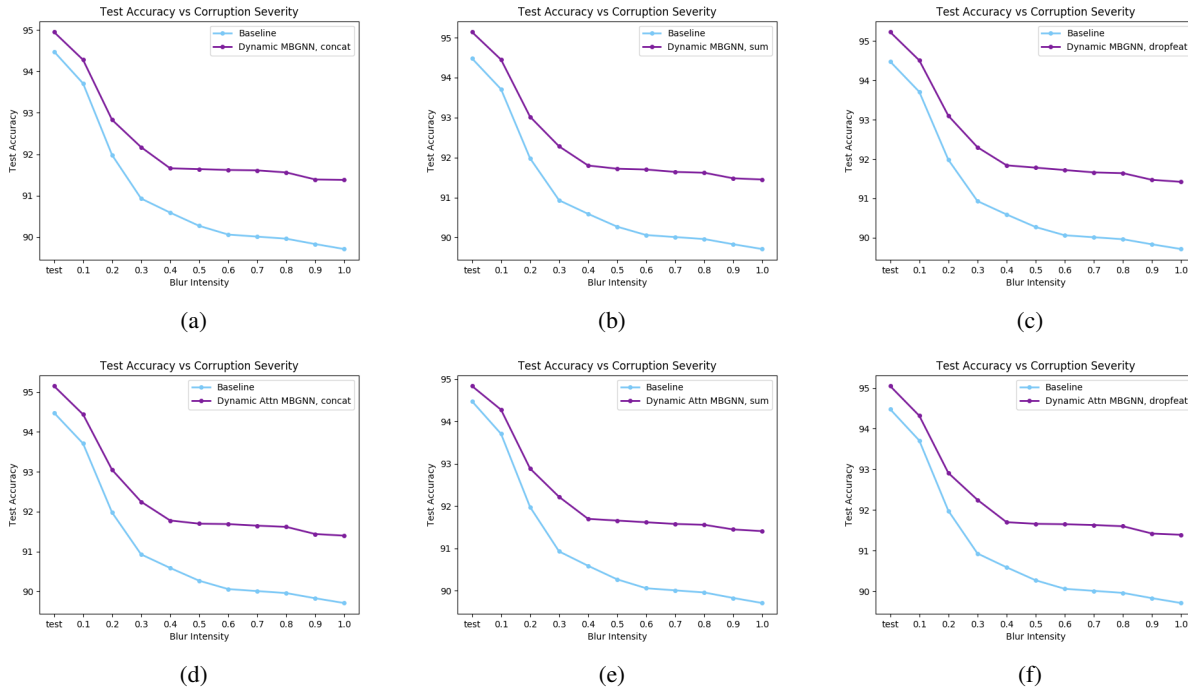 Test Accuracy vs Corruption Severity
Baseline
Dynamic MBGNN, concat
Test Accuracy
95
94
93
92
91
90
test 0.1 0.2 0.3 0.4 0.5 0.6 0.7 0.8 0.9 1.0
Blur Intensity
(a)
Test Accuracy vs Corruption Severity
Baseline
Dynamic MBGNN, sum
Test Accuracy
95
94
93
92
91
90
test 0.1 0.2 0.3 0.4 0.5 0.6 0.7 0.8 0.9 1.0
Blur Intensity
(b)
Test Accuracy vs Corruption Severity
Baseline
Dynamic MBGNN, dropfeat
Test Accuracy
95
94
93
92
91
90
test 0.1 0.2 0.3 0.4 0.5 0.6 0.7 0.8 0.9 1.0
Blur Intensity
(c)
Test Accuracy vs Corruption Severity
Baseline
Dynamic Attn MBGNN, concat
Test Accuracy
95
94
93
92
91
90
test 0.1 0.2 0.3 0.4 0.5 0.6 0.7 0.8 0.9 1.0
Blur Intensity
(d)
Test Accuracy vs Corruption Severity
Baseline
Dynamic Attn MBGNN, sum
Test Accuracy
95
94
93
92
91
90
test 0.1 0.2 0.3 0.4 0.5 0.6 0.7 0.8 0.9 1.0
Blur Intensity
(e)
Test Accuracy vs Corruption Severity
Baseline
Dynamic Attn MBGNN, dropfeat
Test Accuracy
95
94
93
92
91
90
test 0.1 0.2 0.3 0.4 0.5 0.6 0.7 0.8 0.9 1.0
Blur Intensity
(f)